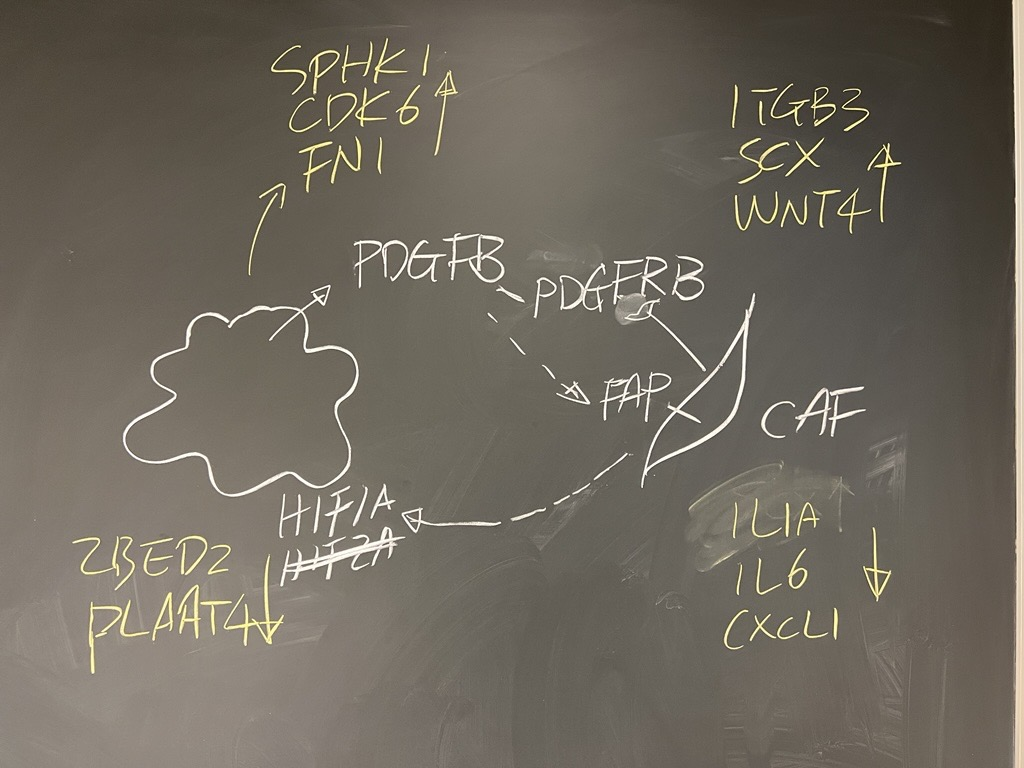 SPHK1
CDK6
FN1
ITGB3
SCX
WNT4
PDGFB
PDGFRB
FAP
CAF
HIF1A
HIF2A
ZBED2
PLAAT4
IL1A
IL6
CXCL1